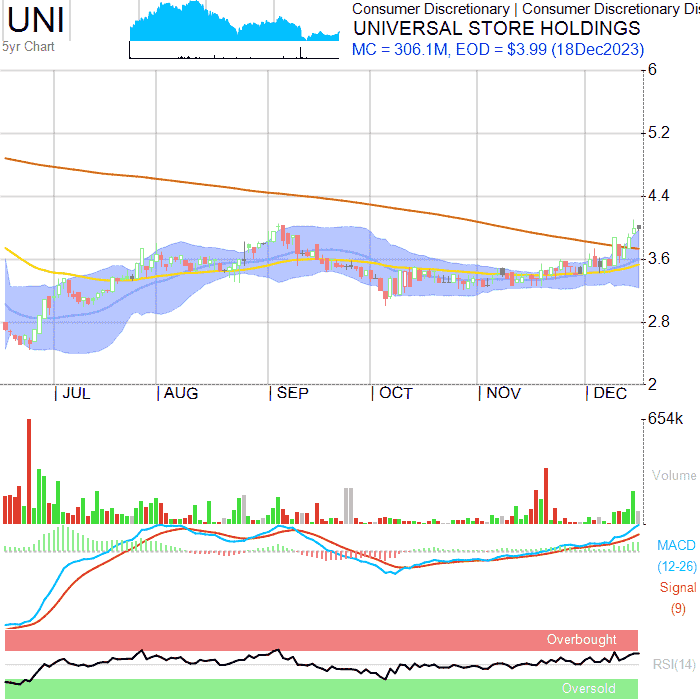 UNI
5yr Chart
Consumer Discretionary | Consumer Discretionary Dis
UNIVERSAL STORE HOLDINGS
MC = 306.1M, EOD = $3.99 (18Dec2023)
6
5.2
4.4
3.6
2.8
2
| JUL | AUG | SEP | OCT | NOV | DEC
654k
Volume
MACD
(12-26)
Signal
(9)
Overbought
RSI(14)
Oversold